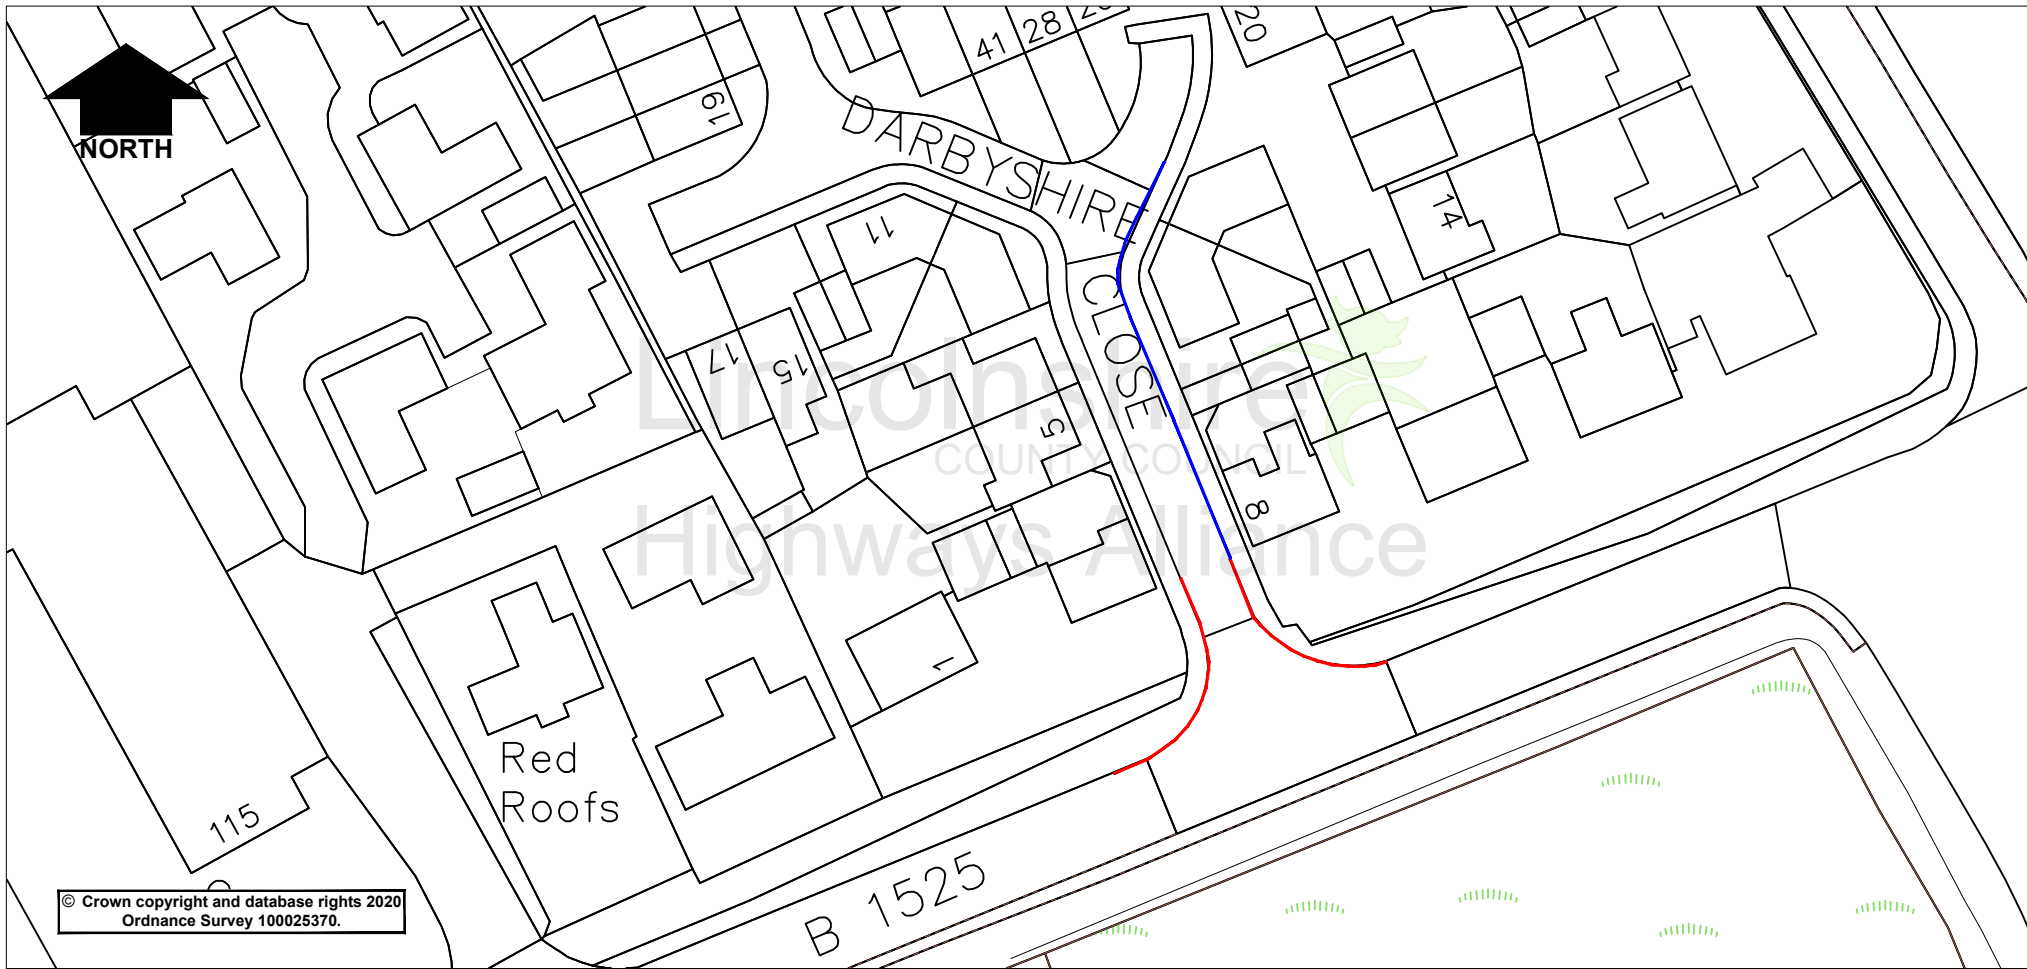 NORTH
41
28
20
19
DARBYSHIRE
CLOSE
11
14
17
15
5
8
1
Lincolnshire
COUNTY COUNCIL
Highways Alliance
Red
Roofs
115
B 1525
© Crown copyright and database rights 2020
Ordnance Survey 100025370.